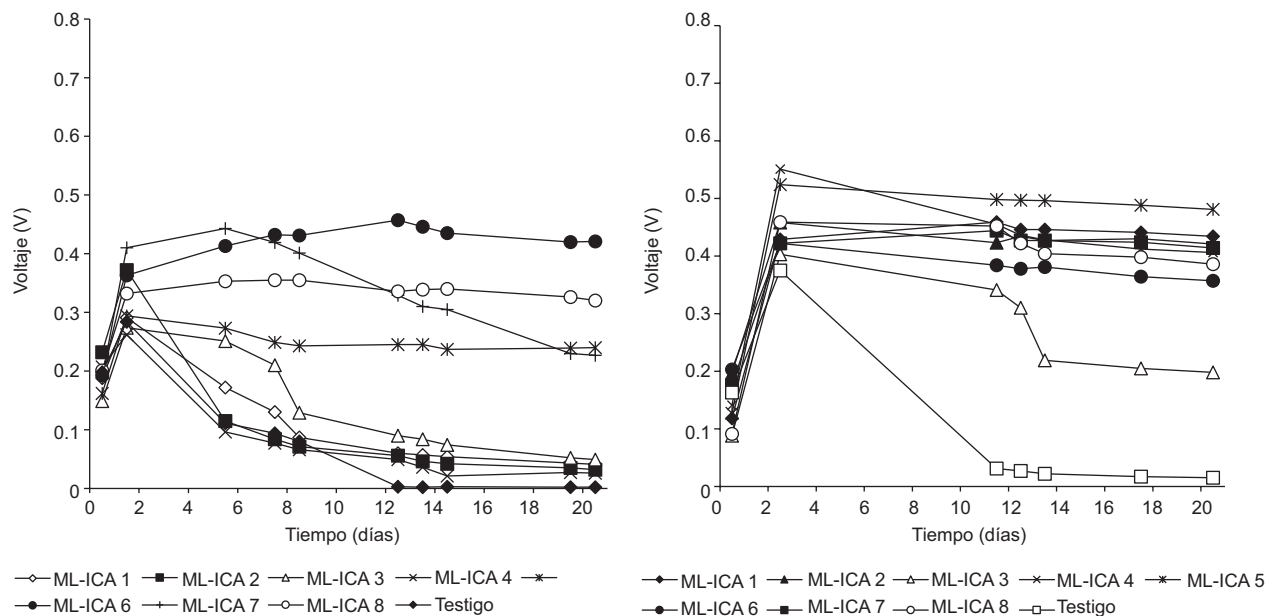 0.8
0.7
0.6
0.5
0.4
0.3
0.2
0.1
0
Voltaje (V)
0 2 4 6 8 10 12 14 16 18 20
Tiempo (días)
ML-ICA 1 ML-ICA 2 ML-ICA 3 ML-ICA 4
ML-ICA 6 ML-ICA 7 ML-ICA 8 Testigo
0.8
0.7
0.6
0.5
0.4
0.3
0.2
0.1
0
Voltaje (V)
0 2 4 6 8 10 12 14 16 18 20
Tiempo (días)
ML-ICA 1 ML-ICA 2 ML-ICA 3 ML-ICA 4 ML-ICA 5
ML-ICA 6 ML-ICA 7 ML-ICA 8 Testigo